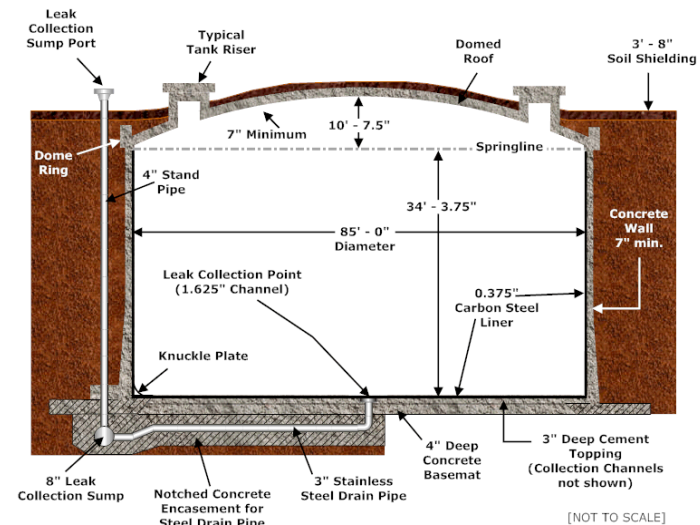 Leak
Collection
Sump Port
Typical
Tank Riser
Domed
Roof
3' - 8"
Soil Shielding
7" Minimum
10' - 7.5"
Springline
Dome
Ring
4" Stand
Pipe
34' - 3.75"
85' - 0"
Diameter
Concrete
Wall
7" min.
Leak Collection Point
(1.625" Channel)
0.375"
Carbon Steel
Liner
Knuckle Plate
8" Leak
Collection Sump
Notched Concrete
Encasement for
Steel Drain Pipe
3" Stainless
Steel Drain Pipe
4" Deep
Concrete
Basemat
3" Deep Cement
Topping
(Collection Channels
not shown)
[NOT TO SCALE]